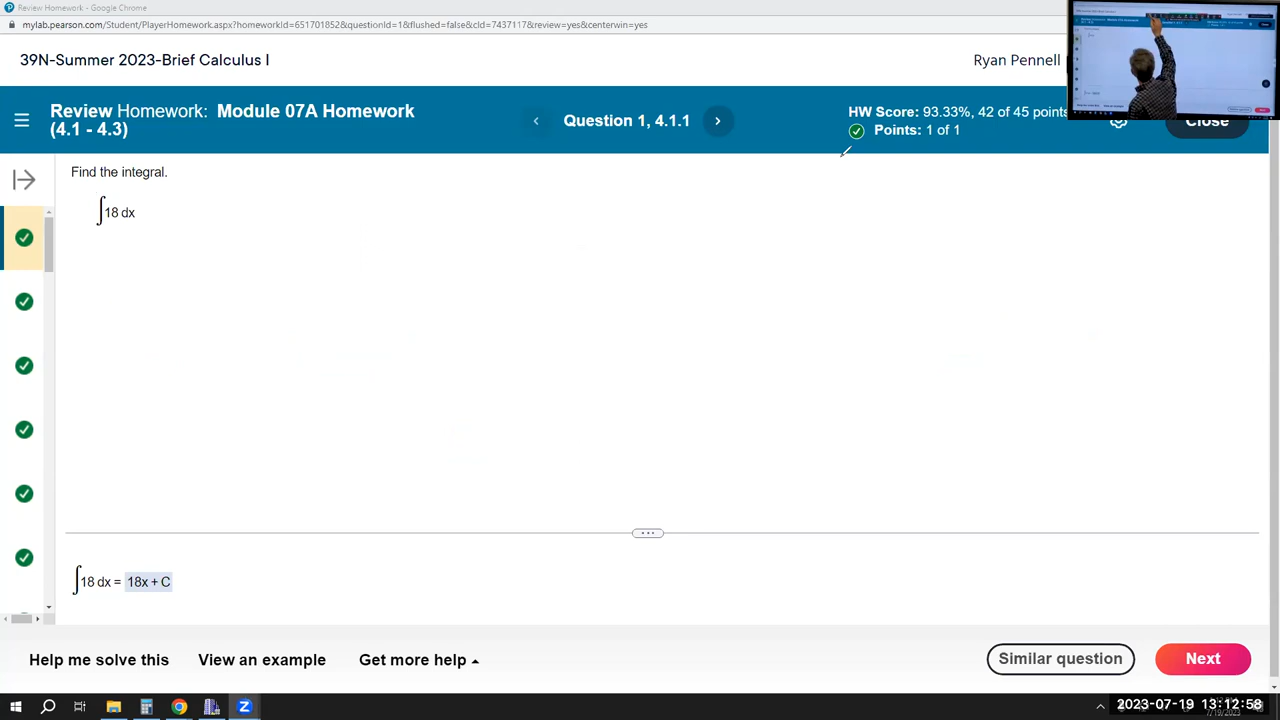 Review Homework - Google Chrome
mylab.pearson.com/Student/PlayerHomework.aspx?homeworkId=651701852&questionId=1&flushed=false&cId=7437117&review=yes&centerwin=yes
39N-Summer 2023-Brief Calculus I
Ryan Pennell
Review Homework: Module 07A Homework
(4.1 - 4.3)
Question 1, 4.1.1
HW Score: 93.33%, 42 of 45 points
Points: 1 of 1
Close
Find the integral.
∫18 dx
∫18 dx = 18x + C
Help me solve this
View an example
Get more help
Similar question
Next
2023-07-19 13:12:58
7/19/2023